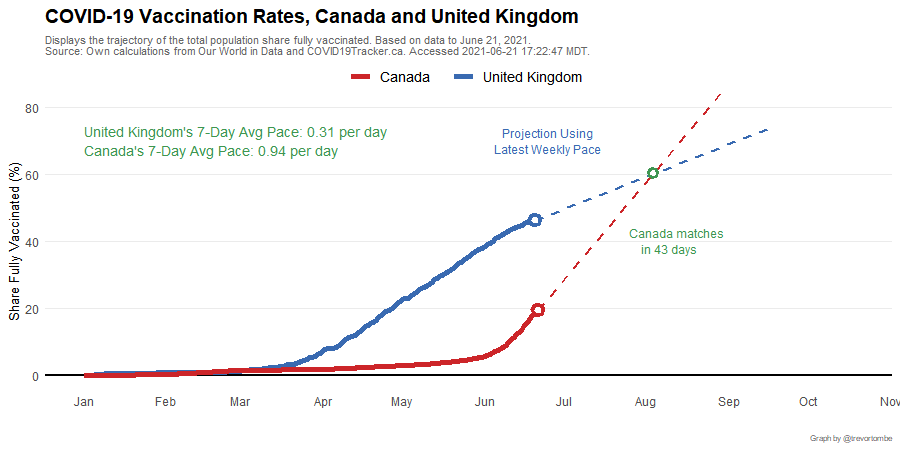 COVID-19 Vaccination Rates, Canada and United Kingdom
Displays the trajectory of the total population share fully vaccinated. Based on data to June 21, 2021.
Source: Own calculations from Our World in Data and COVID19Tracker.ca. Accessed 2021-06-21 17:22:47 MDT.
Canada United Kingdom
United Kingdom's 7-Day Avg Pace: 0.31 per day
Canada's 7-Day Avg Pace: 0.94 per day
Projection Using
Latest Weekly Pace
Canada matches
in 43 days
Share Fully Vaccinated (%)
80
60
40
20
0
Jan Feb Mar Apr May Jun Jul Aug Sep Oct Nov
Graph by @trevortombe